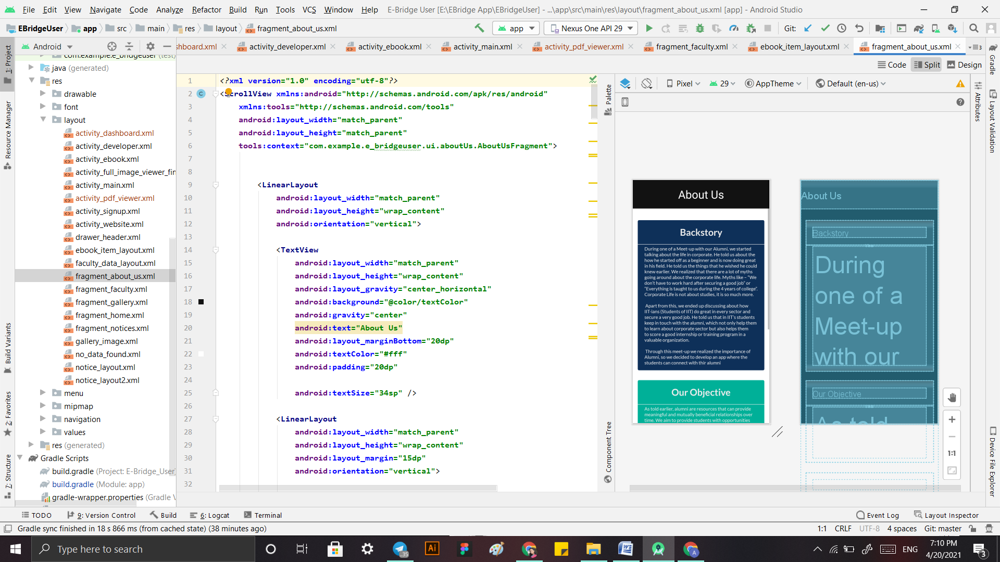 File Edit View Navigate Code Analyze Refactor Build Run Tools VCS Window Help E-Bridge User [E:\EBridge App\EBridgeUser] - ...\app\src\main\res\layout\fragment_about_us.xml [app] - Android Studio
EBridgeUser app src main res layout fragment_about_us.xml app Nexus One API 29 Git:
Android shboard.xml activity_developer.xml activity_ebook.xml activity_main.xml activity_pdf_viewer.xml fragment_faculty.xml ebook_item_layout.xml fragment_about_us.xml 3
Code Split Design
Pixel 29 AppTheme Default (en-us)
1: Project
Resource Manager
Build Variants
2: Favorites
7: Structure
com.example.e_bridgeuser (test)
java (generated)
res
drawable
font
layout
activity_dashboard.xml
activity_developer.xml
activity_ebook.xml
activity_full_image_viewer_fin
activity_main.xml
activity_pdf_viewer.xml
activity_signup.xml
activity_website.xml
drawer_header.xml
ebook_item_layout.xml
faculty_data_layout.xml
fragment_about_us.xml
fragment_faculty.xml
fragment_gallery.xml
fragment_home.xml
fragment_notices.xml
gallery_image.xml
no_data_found.xml
notice_layout.xml
notice_layout2.xml
menu
mipmap
navigation
values
res (generated)
Gradle Scripts
build.gradle (Project: E-Bridge_User
build.gradle (Module: app)
gradle-wrapper.properties (Gradle V
1 <?xml version="1.0" encoding="utf-8"?>
2 <ScrollView xmlns:android="http://schemas.android.com/apk/res/android"
3 xmlns:tools="http://schemas.android.com/tools"
4 android:layout_width="match_parent"
5 android:layout_height="match_parent"
6 tools:context="com.example.e_bridgeuser.ui.aboutUs.AboutUsFragment">
7
8
9 <LinearLayout
10 android:layout_width="match_parent"
11 android:layout_height="wrap_content"
12 android:orientation="vertical">
13
14 <TextView
15 android:layout_width="match_parent"
16 android:layout_height="wrap_content"
17 android:layout_gravity="center_horizontal"
18 android:background="@color/textColor"
19 android:gravity="center"
20 android:text="About Us"
21 android:layout_marginBottom="20dp"
22 android:textColor="#fff"
23 android:padding="20dp"
24
25 android:textSize="34sp" />
26
27 <LinearLayout
28 android:layout_width="match_parent"
29 android:layout_height="wrap_content"
30 android:layout_margin="15dp"
31 android:orientation="vertical">
32
Palette
Component Tree
About Us
Backstory
During one of a Meet-up with our Alumni, we started
talking about the life in corporate. He told us about the
how he started off as a beginner and is now doing great
in his field. He told us the things that he wished he could
knew earlier. We realized that there are a lot of myths
going around about the corporate life. Myths like – "We
don't have to work hard after securing a good job" or
"Everything is taught to us during the 4 years of college".
Corporate Life is not about studies, it is so much more.
Apart from this, we ended up discussing about how
IIT-ians (Students of IIT) do great in every sector and
secure a very good job. He told us that in IIT's students
keep in touch with the alumni, which not only help them
to learn about corporate sector but also helps them
to score a good internship or training program in a
valuable organization.
Through this meet-up we realized the importance of
Alumni, so we decided to develop an app where the
students can connect with thir alumni
Our Objective
As told earlier, alumni are resources that can provide
meaningful and mutually beneficial relationships over
time. We aim to provide students with opportunities
About Us
Backstory
During
one of a
Meet-up
with our
Our Objective
As told
1:1
Gradle
Attributes
Layout Validation
Device File Explorer
TODO 9: Version Control Build 6: Logcat Terminal Event Log Layout Inspector
Gradle sync finished in 18 s 866 ms (from cached state) (38 minutes ago) 1:1 CRLF UTF-8 4 spaces Git: master
Type here to search 35 Ai A ENG 7:10 PM
4/20/2021 3